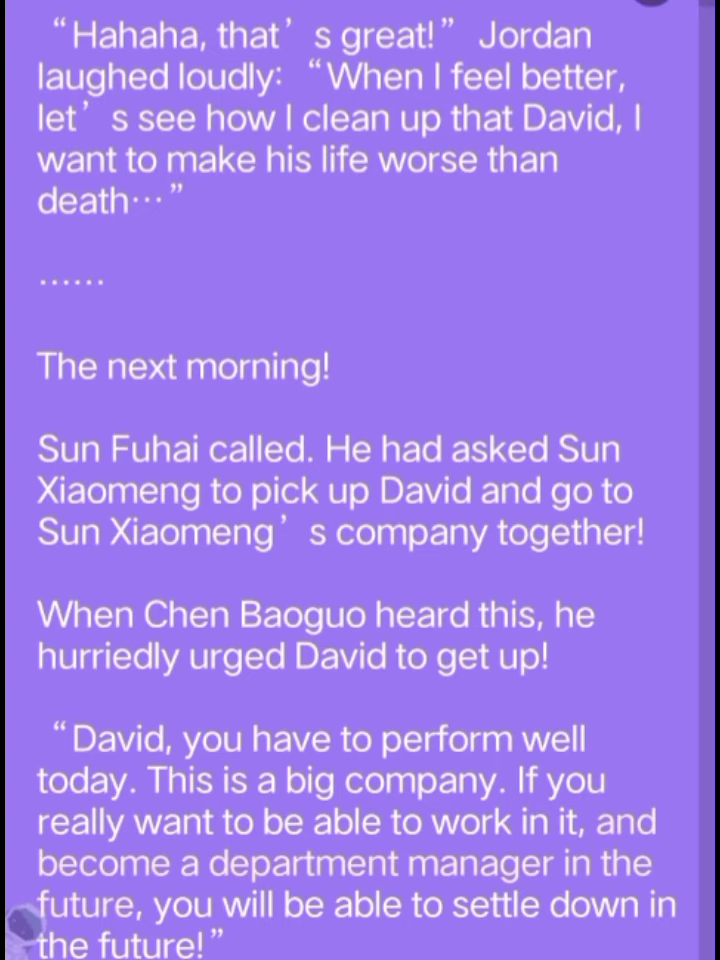 “Hahaha, that’ s great!” Jordan
laughed loudly: “When I feel better,
let’ s see how I clean up that David, I
want to make his life worse than
death···”
......
The next morning!
Sun Fuhai called. He had asked Sun
Xiaomeng to pick up David and go to
Sun Xiaomeng’ s company together!
When Chen Baoguo heard this, he
hurriedly urged David to get up!
“David, you have to perform well
today. This is a big company. If you
really want to be able to work in it, and
become a department manager in the
future, you will be able to settle down in
the future!”